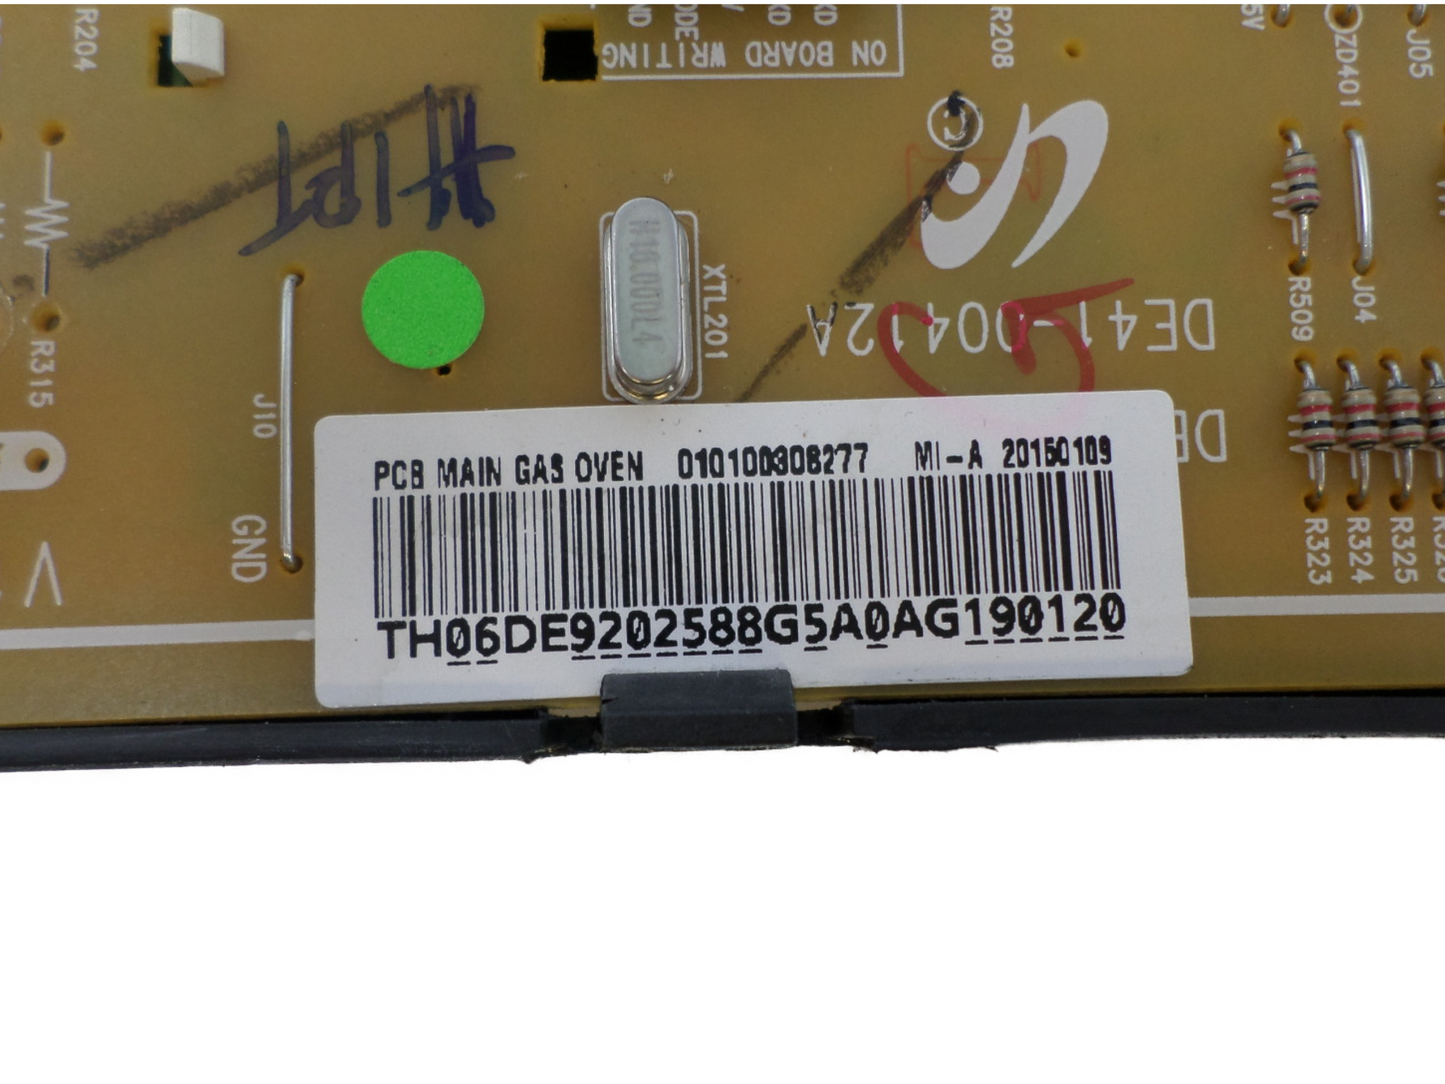 R204
ON BOARD WRITING
R208
5V
ZD401
J05
R315
J10
GND
XTL201
DE41-00412A
R509
J04
PCB MAIN GAS OVEN 010100308277 MI-A 20150109
TH06DE9202588G5A0AG190120
R323
R324
R325